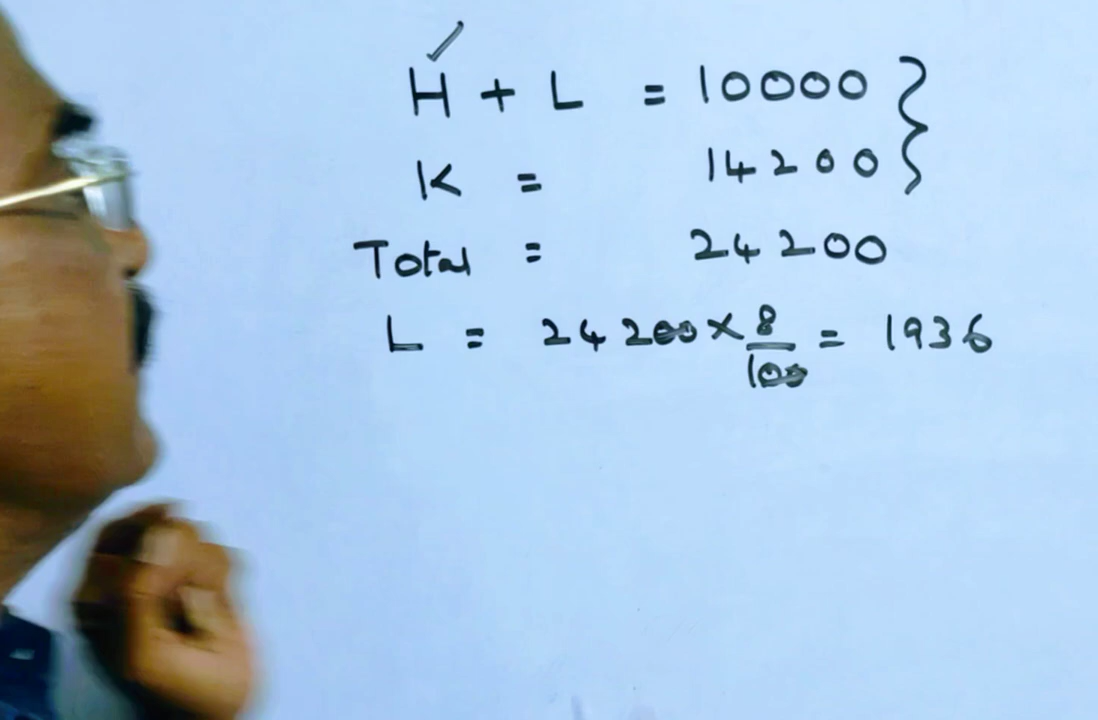 ✓
H + L = 10000 }
K = 14200
Total = 24200
L = 24200 × 8/100 = 1936